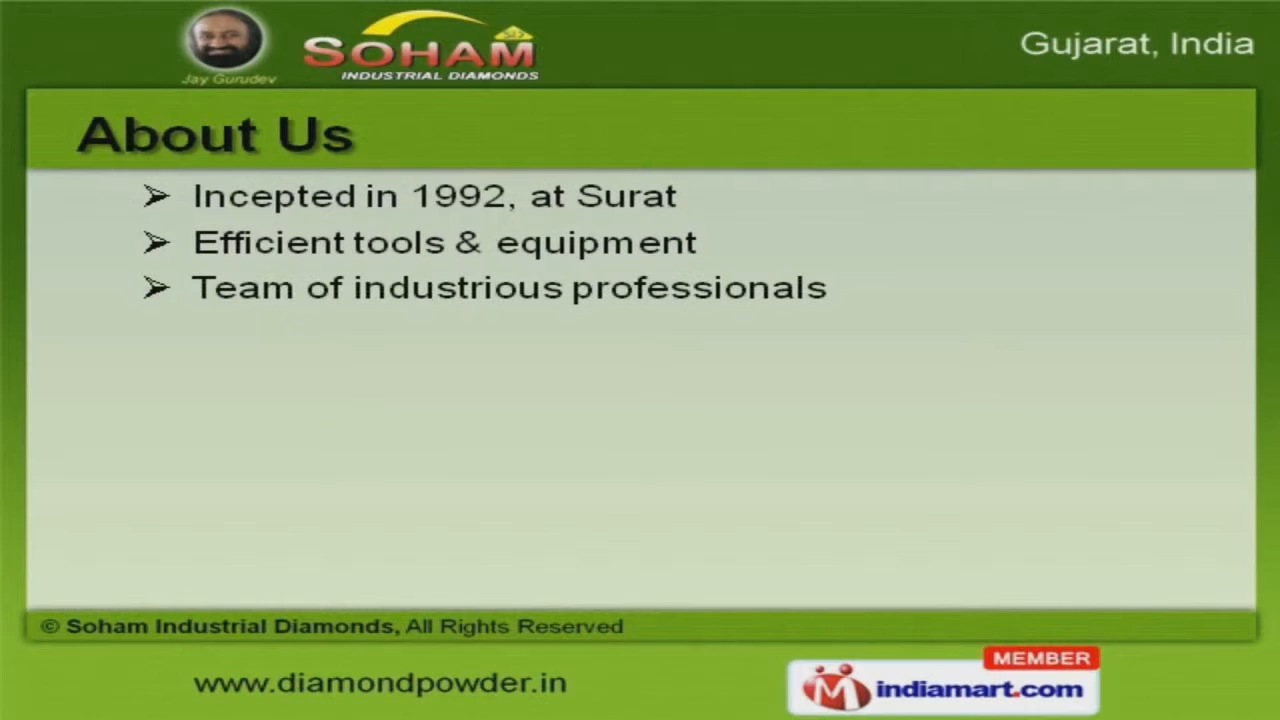 Jay Gurudev
SOHAM
INDUSTRIAL DIAMONDS
Gujarat, India
About Us
➢ Incepted in 1992, at Surat
➢ Efficient tools & equipment
➢ Team of industrious professionals
© Soham Industrial Diamonds, All Rights Reserved
www.diamondpowder.in
MEMBER
indiamart.com